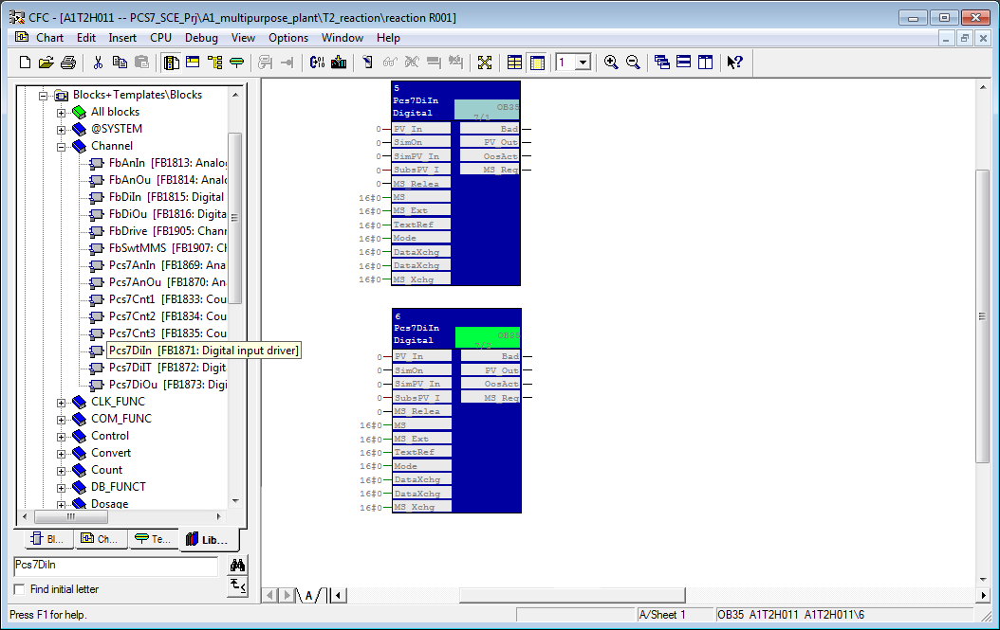 CFC - [A1T2H011 -- PCS7_SCE_Prj\A1_multipurpose_plant\T2_reaction\reaction R001]
Chart Edit Insert CPU Debug View Options Window Help
1
Blocks+Templates\Blocks
All blocks
@SYSTEM
Channel
FbAnIn [FB1813: Analo
FbAnOu [FB1814: Analo
FbDiIn [FB1815: Digital
FbDiOu [FB1816: Digita
FbDrive [FB1905: Chann
FbSwtMMS [FB1907: Ch
Pcs7AnIn [FB1869: Anal
Pcs7AnOu [FB1870: An
Pcs7Cnt1 [FB1833: Cou
Pcs7Cnt2 [FB1834: Cou
Pcs7Cnt3 [FB1835: Cou
Pcs7DiIn [FB1871: Digital input driver]
Pcs7DiIT [FB1872: Digit
Pcs7DiOu [FB1873: Digi
CLK_FUNC
COM_FUNC
Control
Convert
Count
DB_FUNCT
Dosage
Bl... Ch... Te... Lib...
Pcs7DiIn
Find initial letter
5
Pcs7DiIn
Digital OB35
7/1
0 PV_In Bad
0 SimOn PV_Out
0 SimPV_In OosAct
0 SubsPV_I MS_Req
0 MS_Relea
16#0 MS
16#0 MS_Ext
16#0 TextRef
16#0 Mode
16#0 DataXchg
16#0 DataXchg
16#0 MS_Xchg
6
Pcs7DiIn
Digital OB35
0 PV_In Bad
0 SimOn PV_Out
0 SimPV_In OosAct
0 SubsPV_I MS_Req
0 MS_Relea
16#0 MS
16#0 MS_Ext
16#0 TextRef
16#0 Mode
16#0 DataXchg
16#0 DataXchg
16#0 MS_Xchg
A
Press F1 for help. A/Sheet 1 OB35 A1T2H011 A1T2H011\6